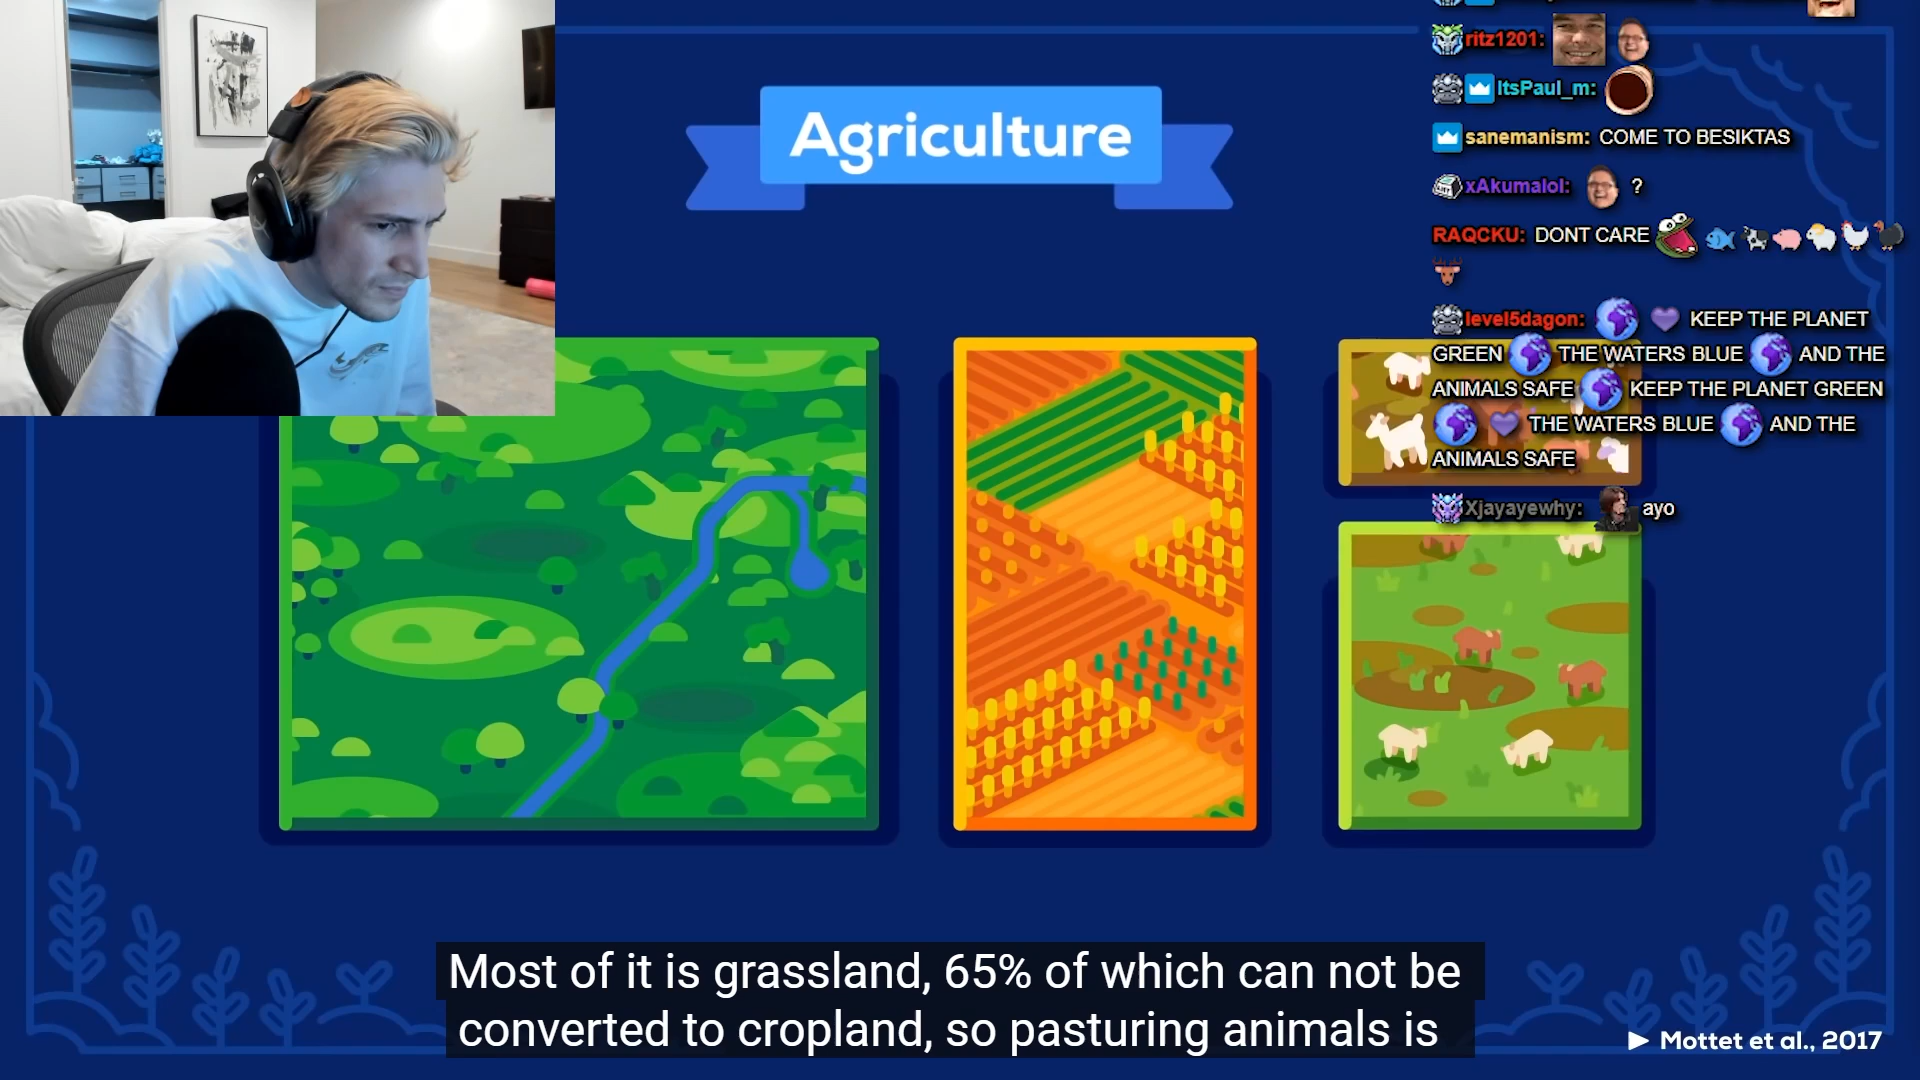 Agriculture
ritz1201:
ItsPaul_m:
sanemanism: COME TO BESIKTAS
xAkumalol: ?
RAQCKU: DONT CARE
level5dagon: KEEP THE PLANET
GREEN THE WATERS BLUE AND THE
ANIMALS SAFE KEEP THE PLANET GREEN
THE WATERS BLUE AND THE
ANIMALS SAFE
Xjayayewhy: ayo
Most of it is grassland, 65% of which can not be
converted to cropland, so pasturing animals is
Mottet et al., 2017